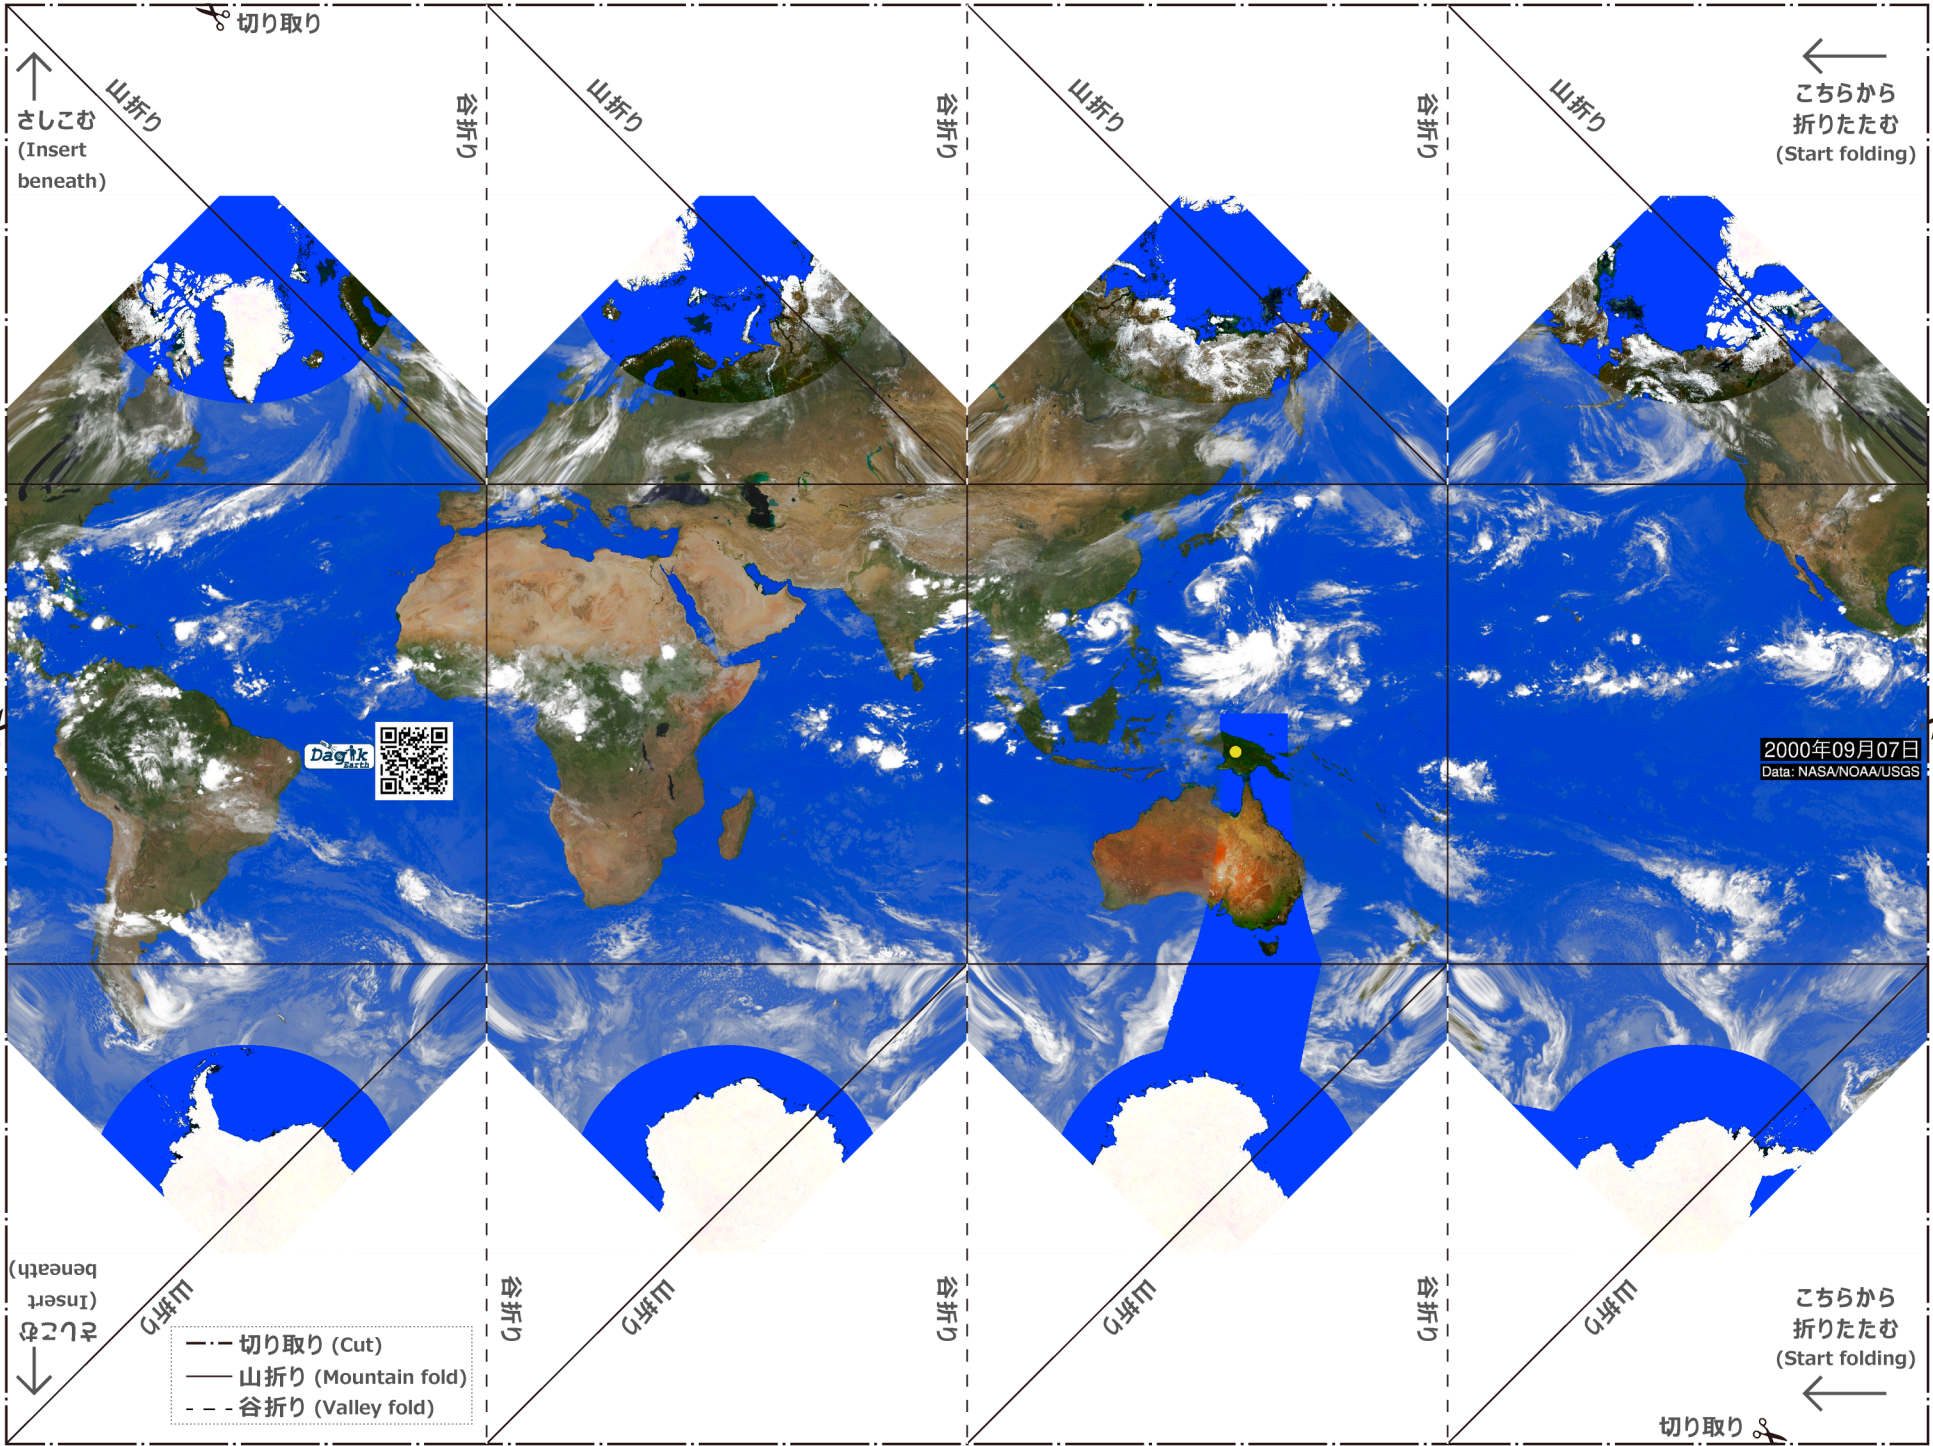 切り取り
山折り
谷折り
山折り
谷折り
山折り
谷折り
山折り
さしこむ
(Insert
beneath)
こちらから
折りたたむ
(Start folding)
Dagik
Earth
2000年09月07日
Data: NASA/NOAA/USGS
さしこむ
(Insert
beneath)
山折り
谷折り
山折り
谷折り
山折り
谷折り
山折り
こちらから
折りたたむ
(Start folding)
切り取り (Cut)
山折り (Mountain fold)
谷折り (Valley fold)
切り取り